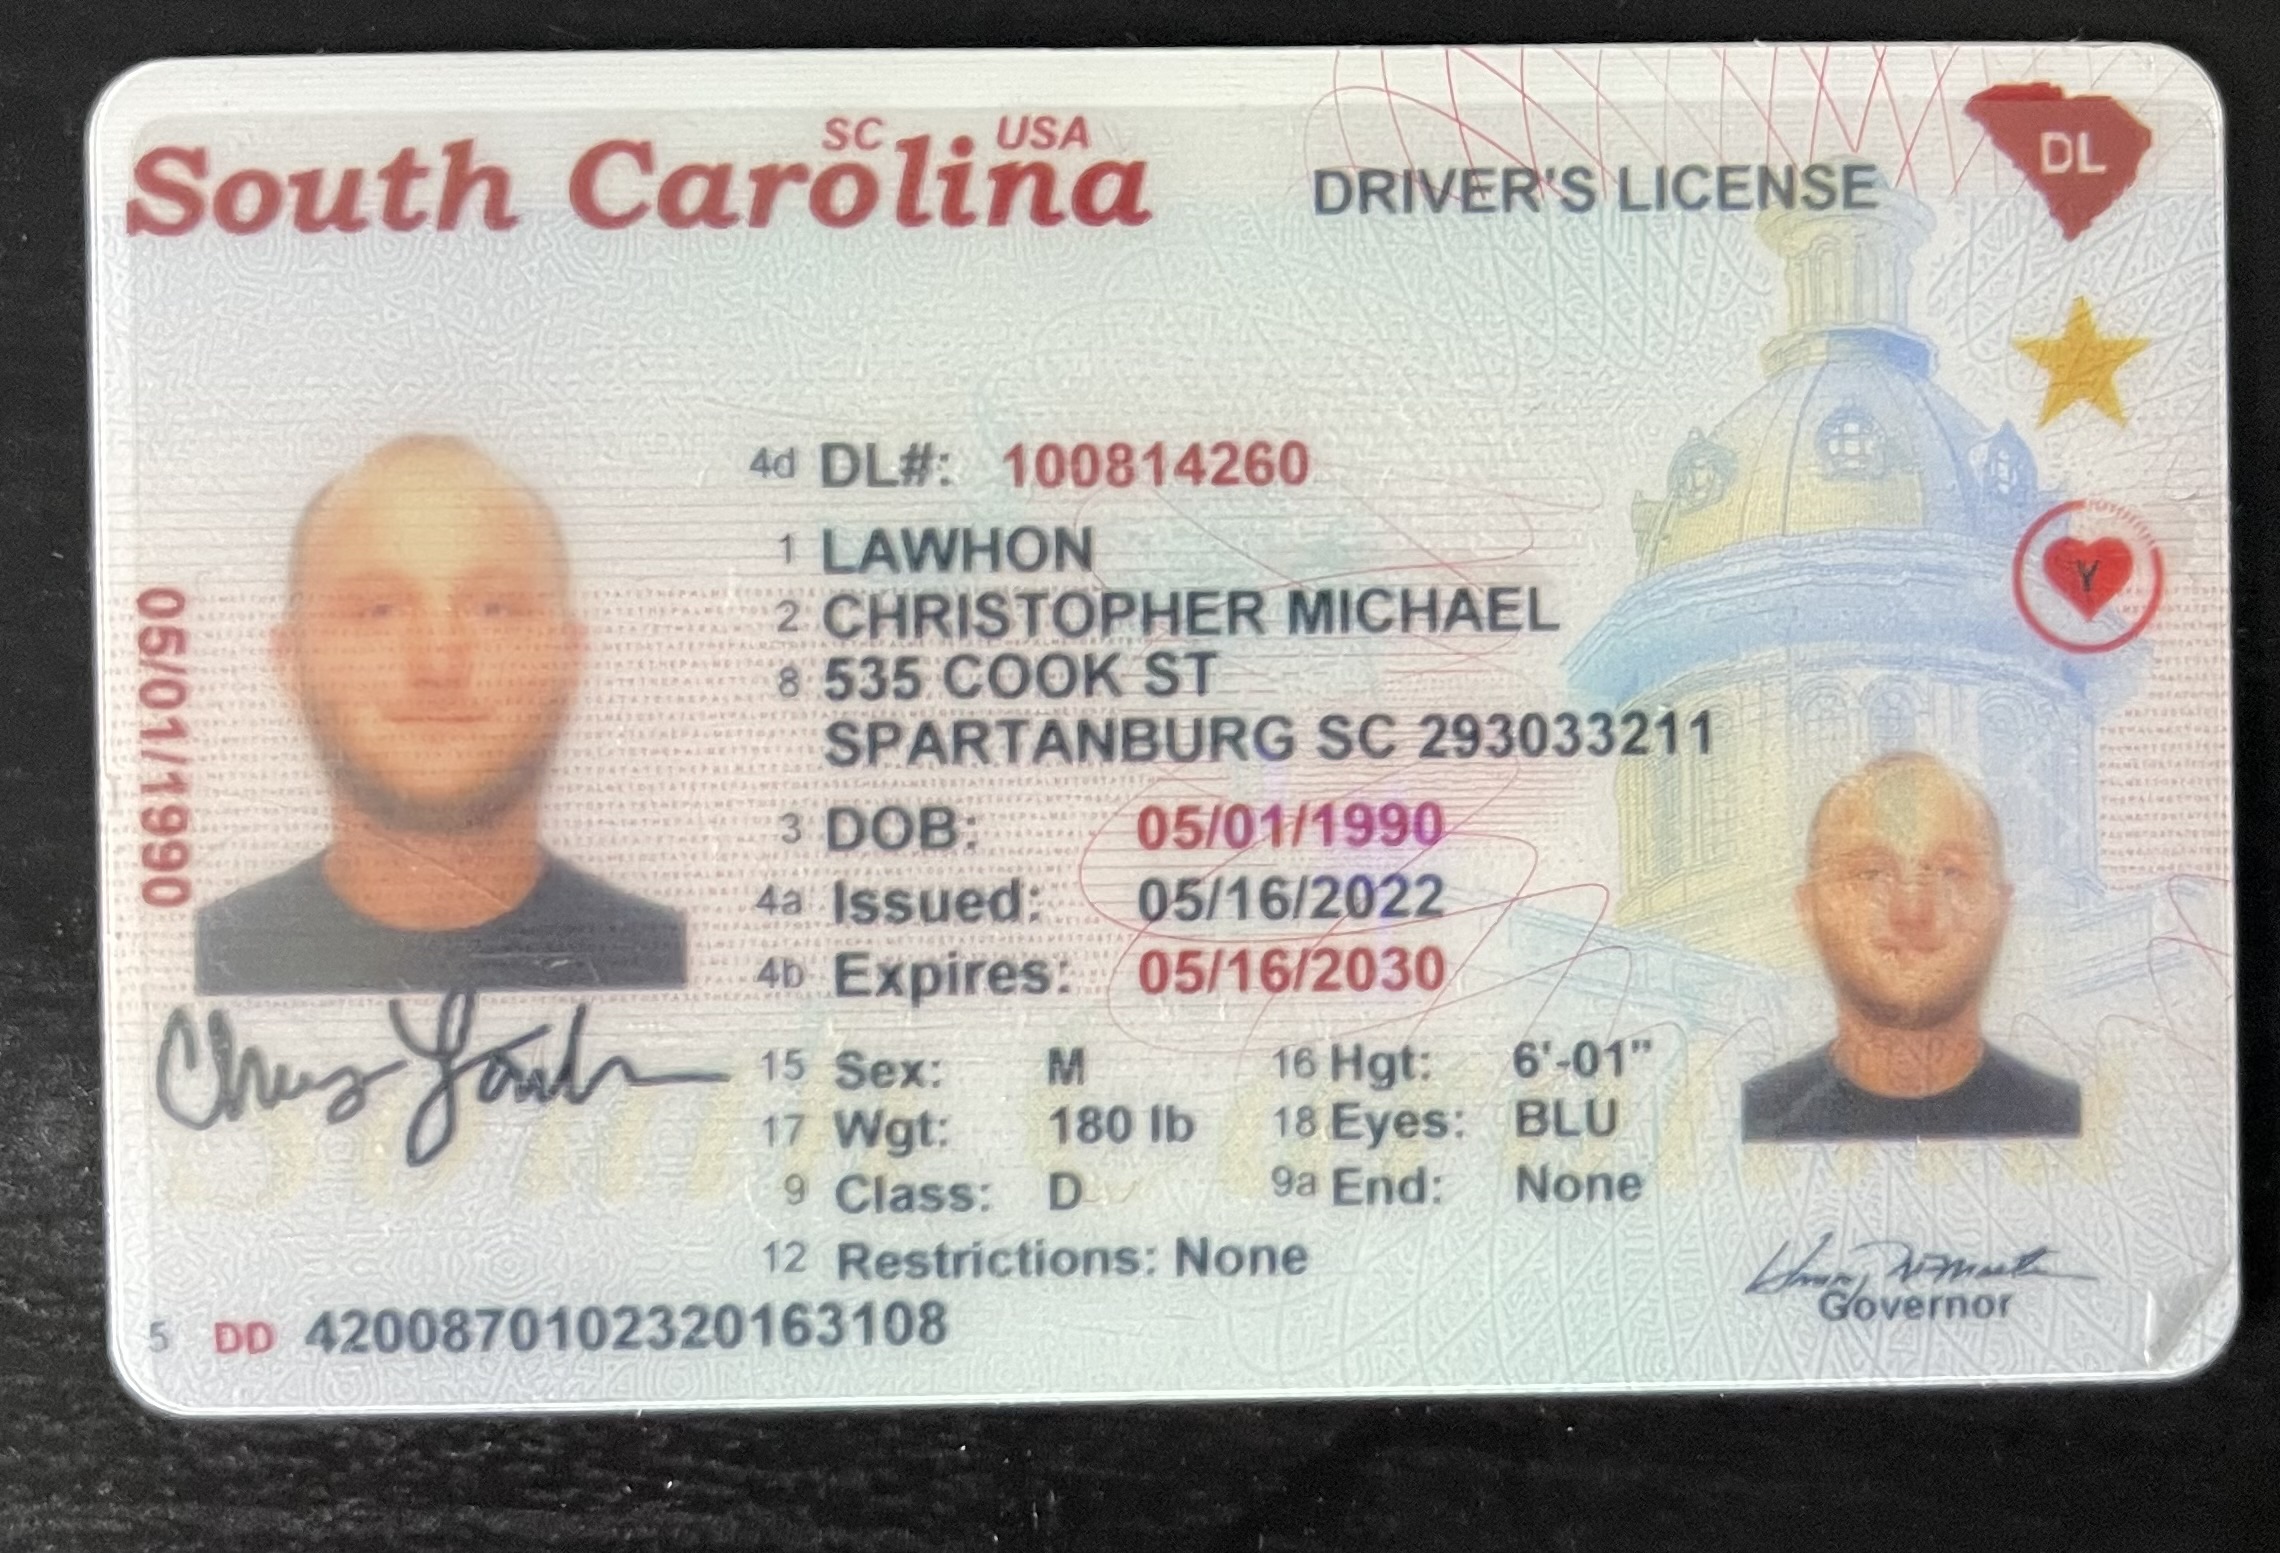 SC USA
South Carolina
DRIVER'S LICENSE
DL
4d DL#: 100814260
1 LAWHON
2 CHRISTOPHER MICHAEL
8 535 COOK ST
SPARTANBURG SC 293033211
Y
05/01/1990
3 DOB: 05/01/1990
4a Issued: 05/16/2022
4b Expires: 05/16/2030
15 Sex: M 16 Hgt: 6'-01"
17 Wgt: 180 lb 18 Eyes: BLU
9 Class: D 9a End: None
12 Restrictions: None
Governor
5 DD 4200870102320163108